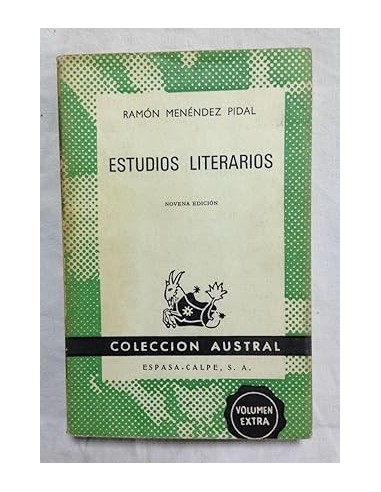 RAMÓN MENÉNDEZ PIDAL
ESTUDIOS LITERARIOS
NOVENA EDICIÓN
COLECCION AUSTRAL
ESPASA-CALPE, S. A.
VOLUMEN
EXTRA